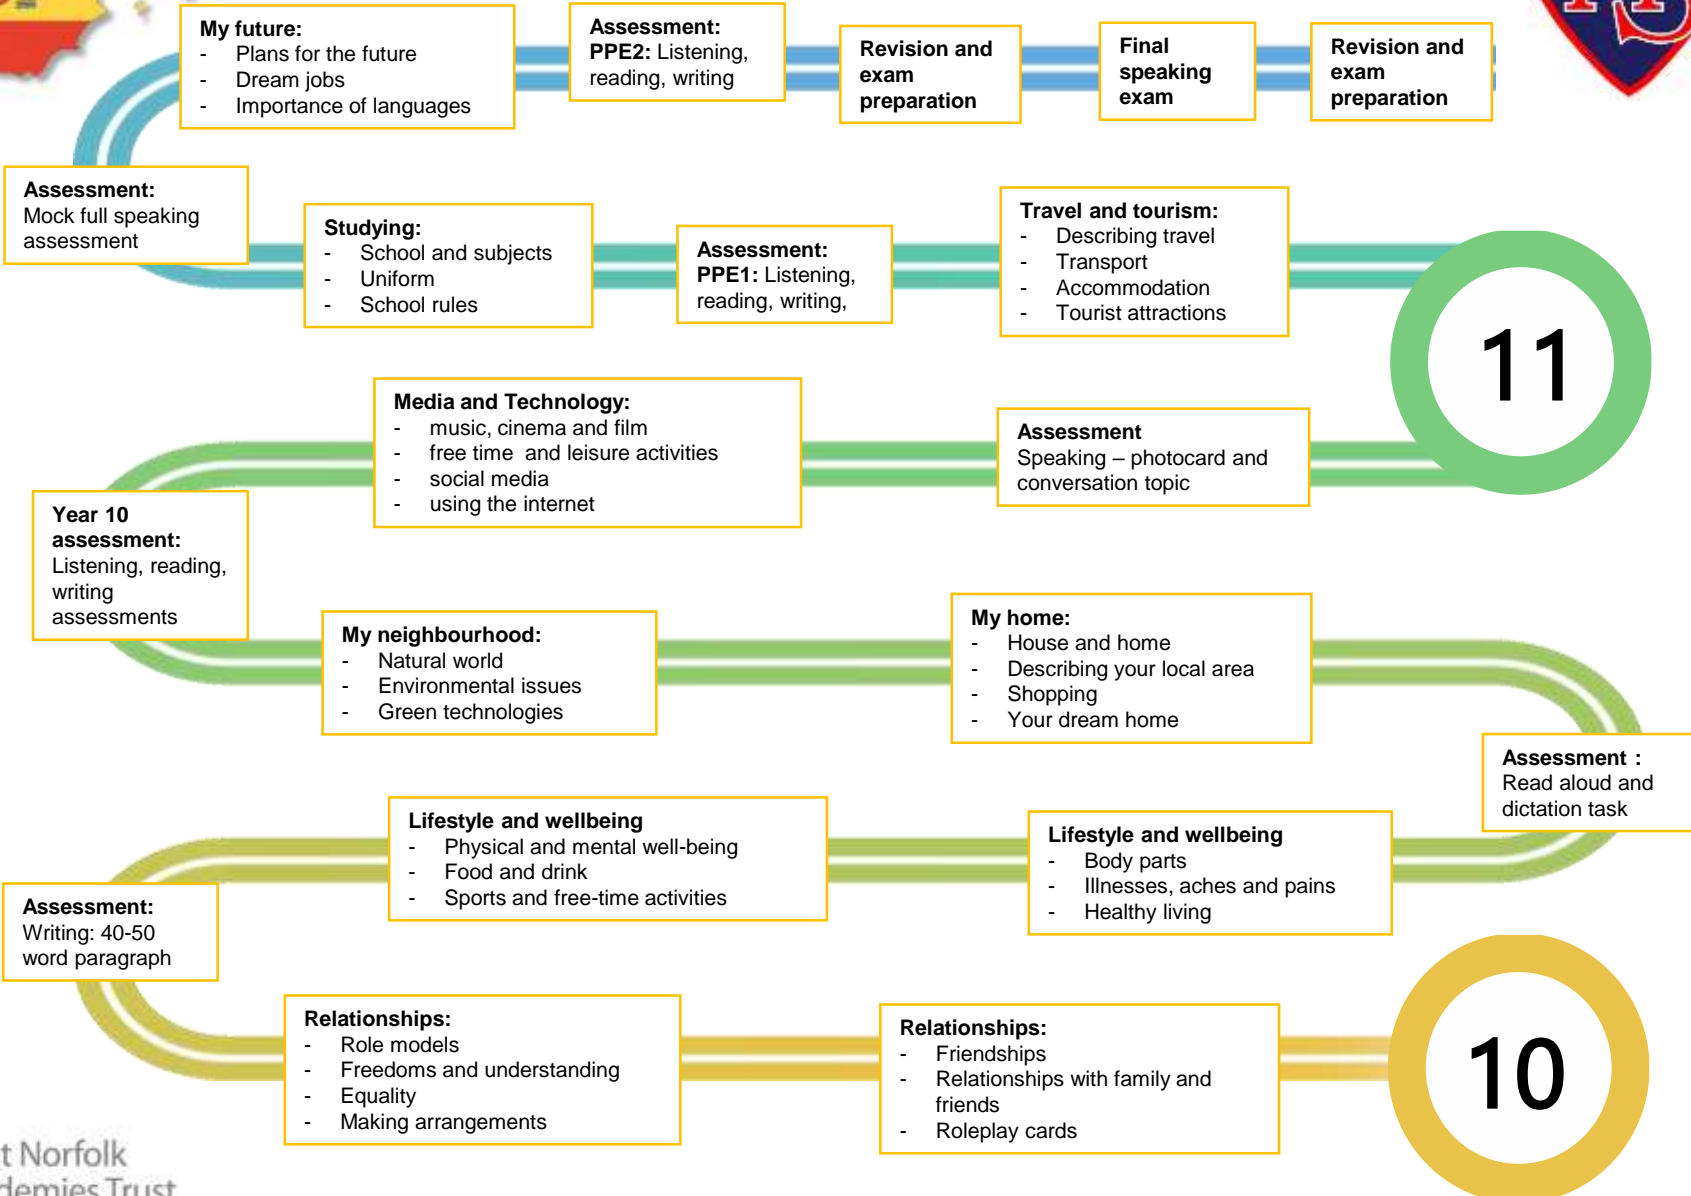 My future:
- Plans for the future
- Dream jobs
- Importance of languages
Assessment:
PPE2: Listening,
reading, writing
Revision and
exam
preparation
Final
speaking
exam
Revision and
exam
preparation
Assessment:
Mock full speaking
assessment
Studying:
- School and subjects
- Uniform
- School rules
Assessment:
PPE1: Listening,
reading, writing,
Travel and tourism:
- Describing travel
- Transport
- Accommodation
- Tourist attractions
11
Media and Technology:
- music, cinema and film
- free time and leisure activities
- social media
- using the internet
Assessment
Speaking – photocard and
conversation topic
Year 10
assessment:
Listening, reading,
writing
assessments
My neighbourhood:
- Natural world
- Environmental issues
- Green technologies
My home:
- House and home
- Describing your local area
- Shopping
- Your dream home
Assessment :
Read aloud and
dictation task
Lifestyle and wellbeing
- Physical and mental well-being
- Food and drink
- Sports and free-time activities
Lifestyle and wellbeing
- Body parts
- Illnesses, aches and pains
- Healthy living
Assessment:
Writing: 40-50
word paragraph
Relationships:
- Role models
- Freedoms and understanding
- Equality
- Making arrangements
Relationships:
- Friendships
- Relationships with family and
friends
- Roleplay cards
10
t Norfolk
demies Trust